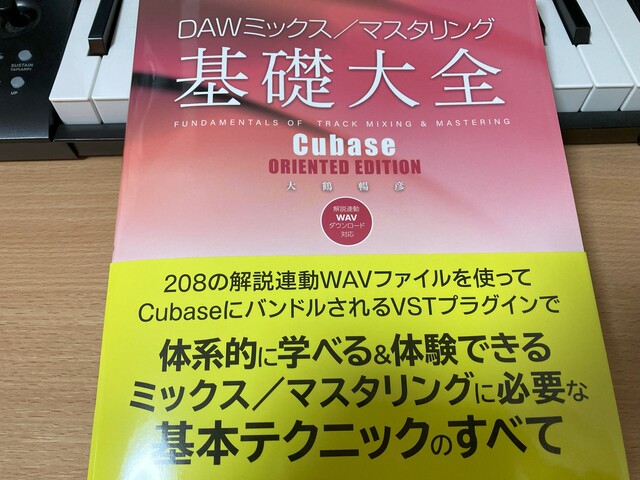 SUSTAIN
UP
DAWミックス／マスタリング
基礎大全
FUNDAMENTALS OF TRACK MIXING & MASTERING
Cubase
ORIENTED EDITION
大鶴暢彦
解説連動
WAV
ダウンロード
対応
208の解説連動WAVファイルを使って
CubaseにバンドルされるVSTプラグインで
体系的に学べる&体験できる
ミックス／マスタリングに必要な
基本テクニックのすべて